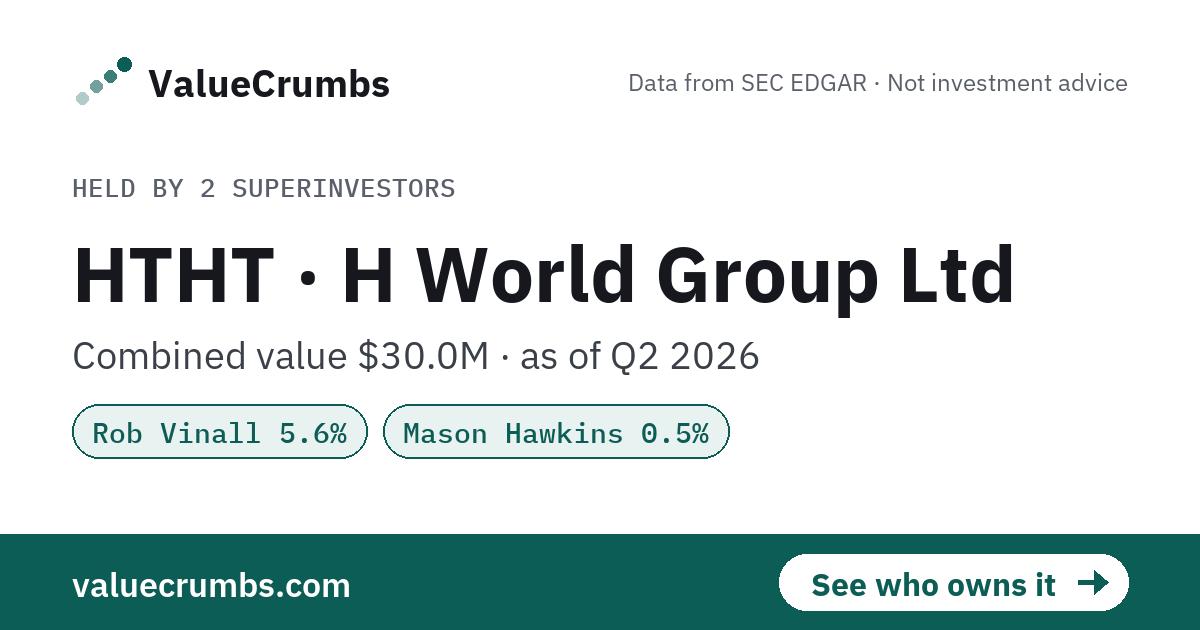 ValueCrumbs
Data from SEC EDGAR · Not investment advice
HELD BY 2 SUPERINVESTORS
HTHT · H World Group Ltd
Combined value $30.0M · as of Q2 2026
Rob Vinall 5.6%
Mason Hawkins 0.5%
valuecrumbs.com
See who owns it →